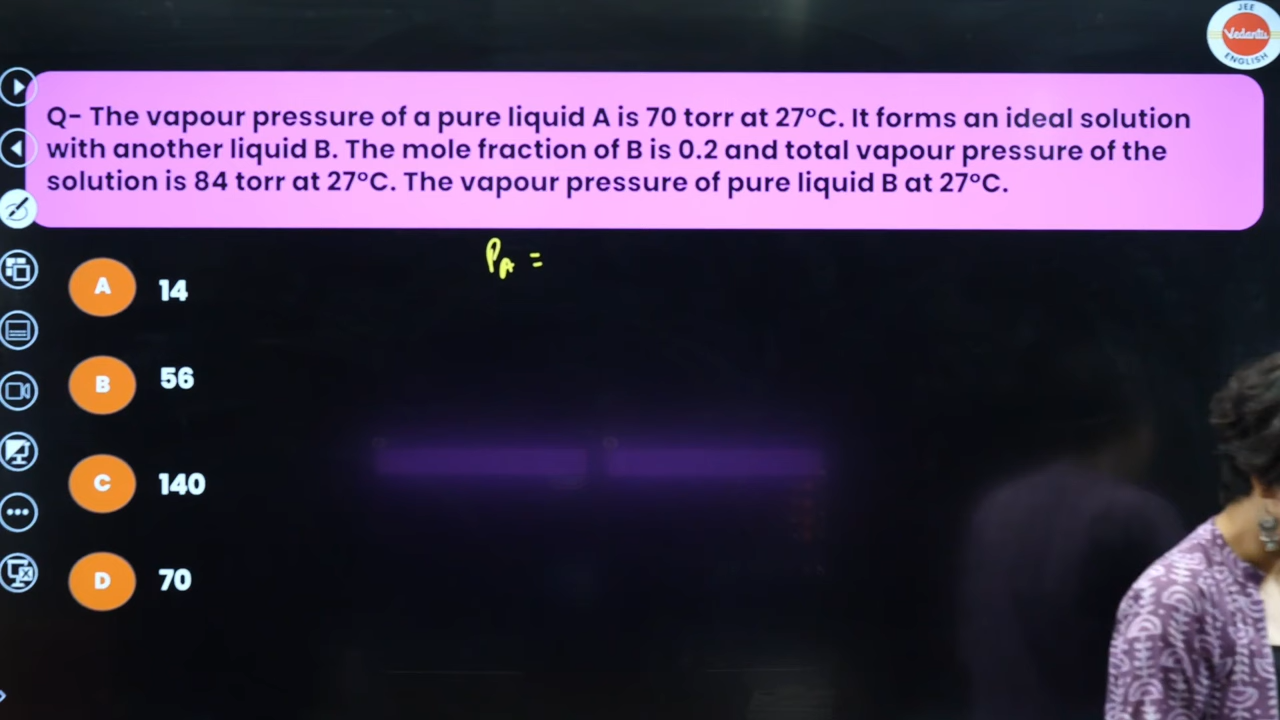 JEE
Vedantu
ENGLISH
Q- The vapour pressure of a pure liquid A is 70 torr at 27°C. It forms an ideal solution
with another liquid B. The mole fraction of B is 0.2 and total vapour pressure of the
solution is 84 torr at 27°C. The vapour pressure of pure liquid B at 27°C.
P_A =
A 14
B 56
C 140
D 70